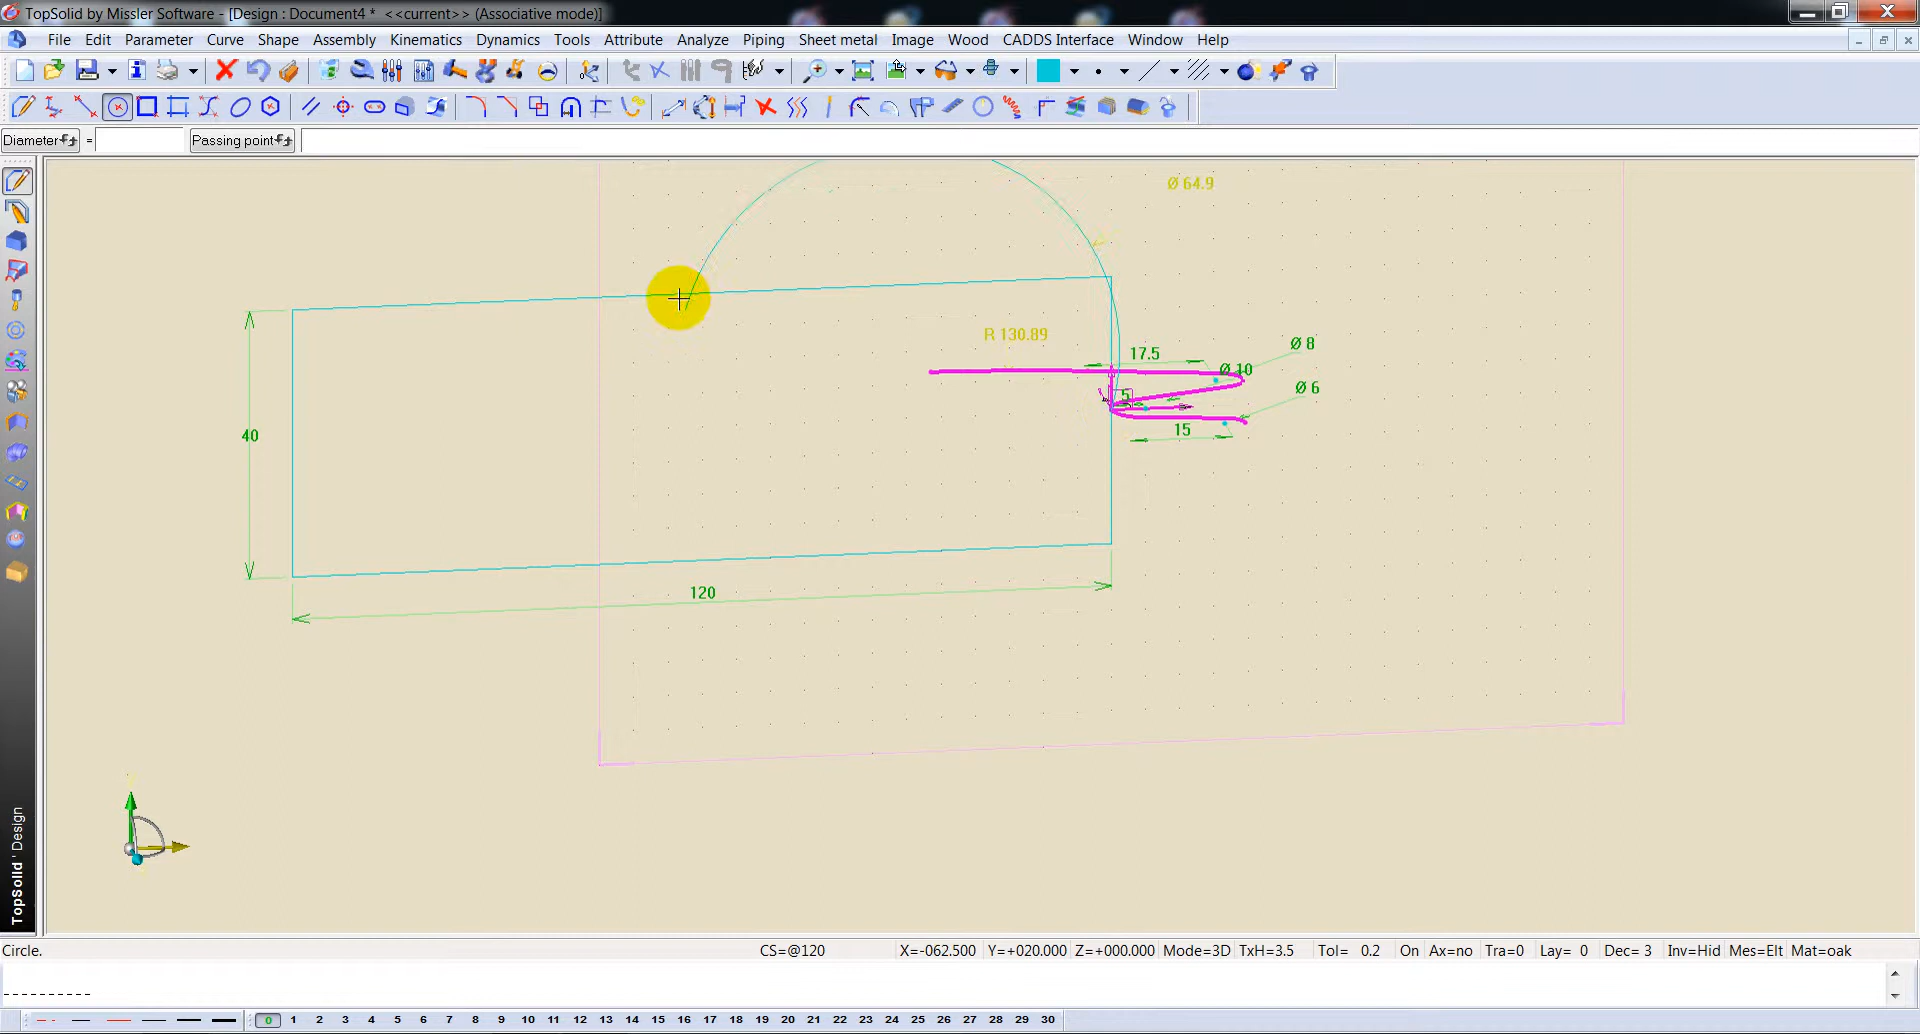 TopSolid by Missler Software - [Design : Document4 *  <<current>> (Associative mode)]
File Edit Parameter Curve Shape Assembly Kinematics Dynamics Tools Attribute Analyze Piping Sheet metal Image Wood CADDS Interface Window Help
Diameter = Passing point
Ø 64.9
R 130.89
17.5
Ø 8
Ø 10
Ø 6
5
15
40
120
TopSolid ' Design
Circle. CS=@120 X=-062.500 Y=+020.000 Z=+000.000 Mode=3D TxH=3.5 Tol= 0.2 On Ax=no Tra=0 Lay= 0 Dec= 3 Inv=Hid Mes=Elt Mat=oak
----------
0 1 2 3 4 5 6 7 8 9 10 11 12 13 14 15 16 17 18 19 20 21 22 23 24 25 26 27 28 29 30